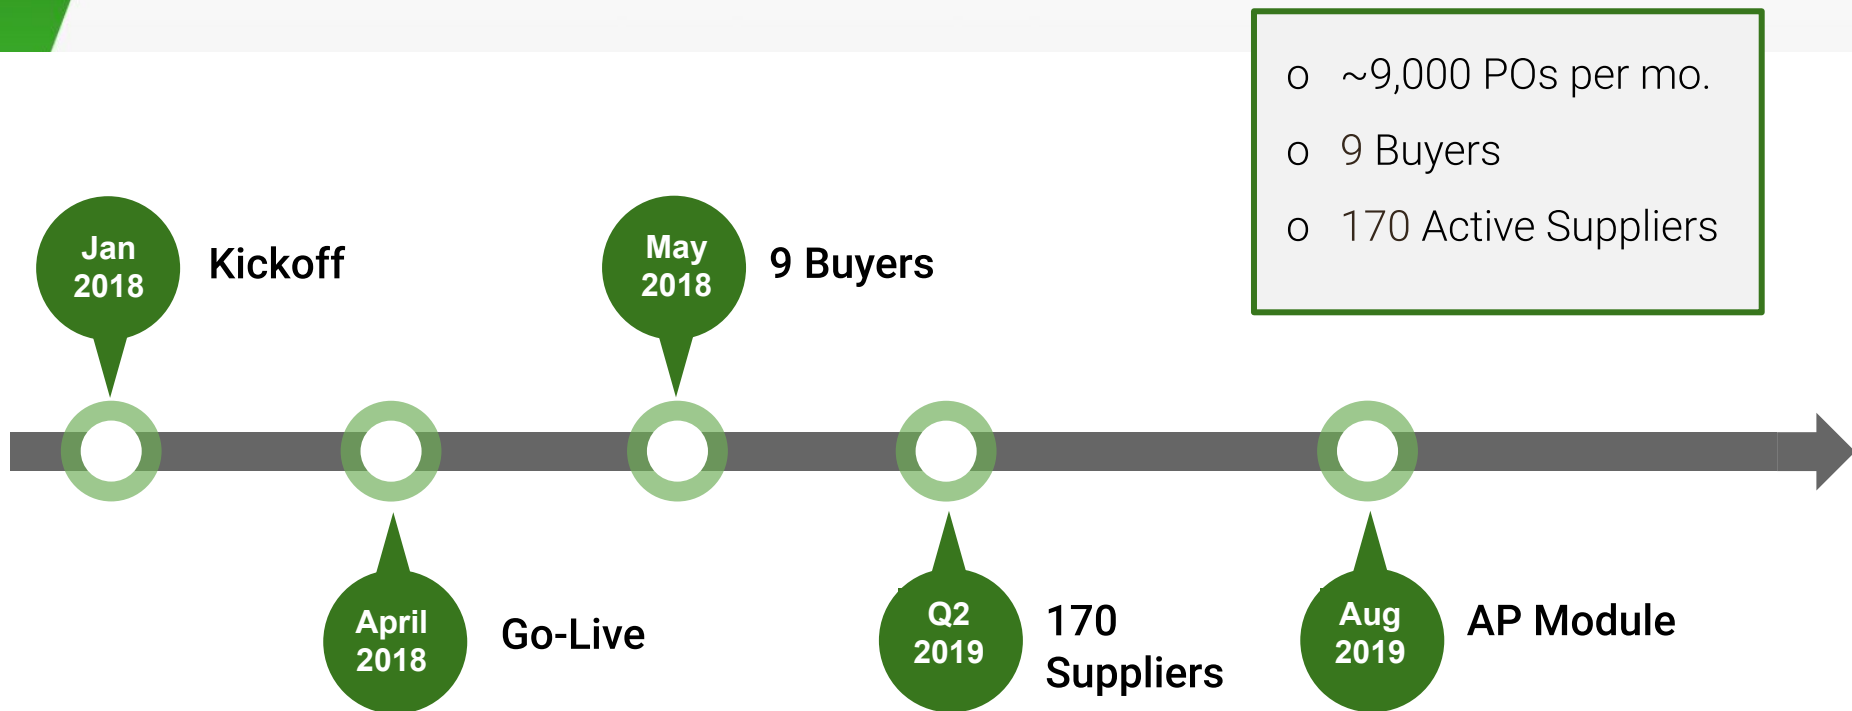 o ~9,000 POs per mo.
o 9 Buyers
o 170 Active Suppliers
Jan
2018
Kickoff
May
2018
9 Buyers
April
2018
Go-Live
Q2
2019
170
Suppliers
Aug
2019
AP Module